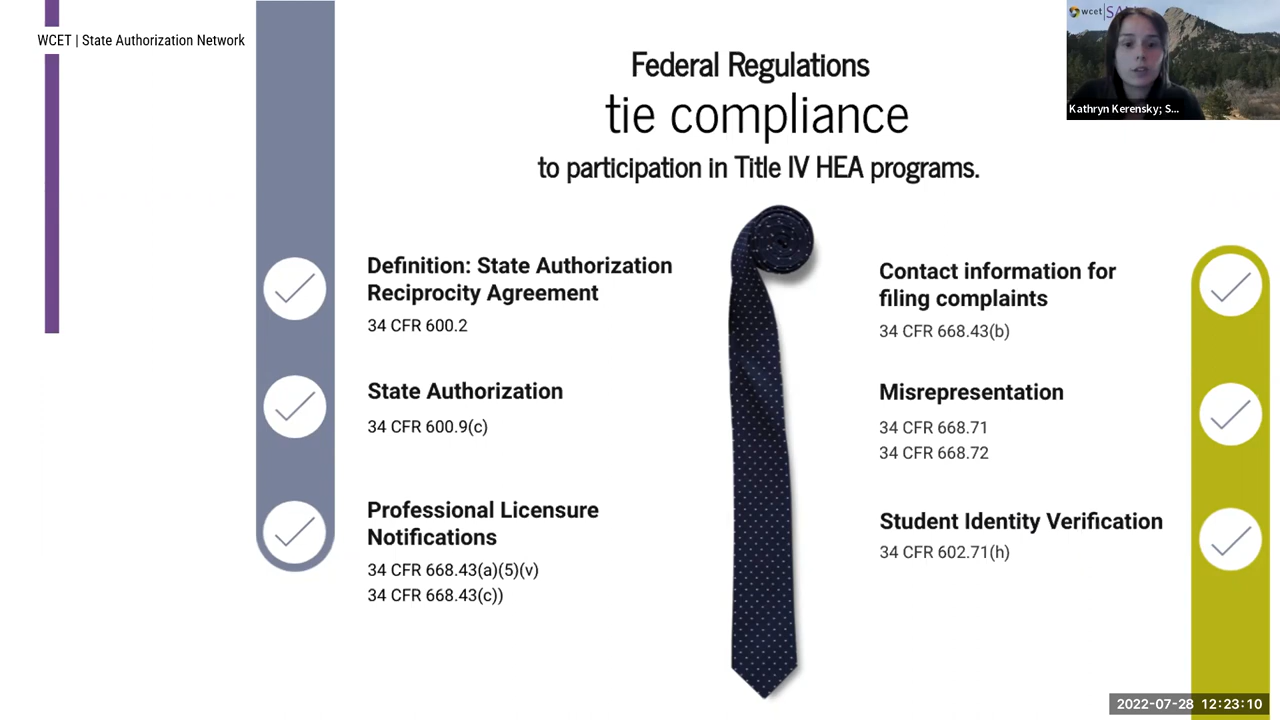 WCET | State Authorization Network
Federal Regulations
tie compliance
to participation in Title IV HEA programs.
Definition: State Authorization
Reciprocity Agreement
34 CFR 600.2
State Authorization
34 CFR 600.9(c)
Professional Licensure
Notifications
34 CFR 668.43(a)(5)(v)
34 CFR 668.43(c))
Contact information for
filing complaints
34 CFR 668.43(b)
Misrepresentation
34 CFR 668.71
34 CFR 668.72
Student Identity Verification
34 CFR 602.71(h)
wcet
Kathryn Kerensky; S...
2022-07-28 12:23:10